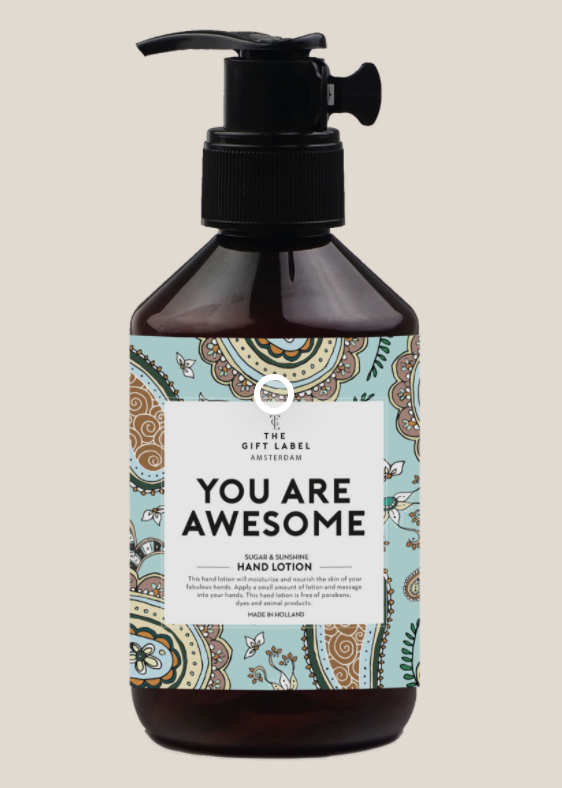 THE
GIFT LABEL
AMSTERDAM
YOU ARE
AWESOME
SUGAR & SUNSHINE
HAND LOTION
This hand lotion will moisturize and nourish the skin of your
fabulous hands. Apply a small amount of lotion and massage
into your hands. This hand lotion is free of parabens,
dyes and animal products.
MADE IN HOLLAND